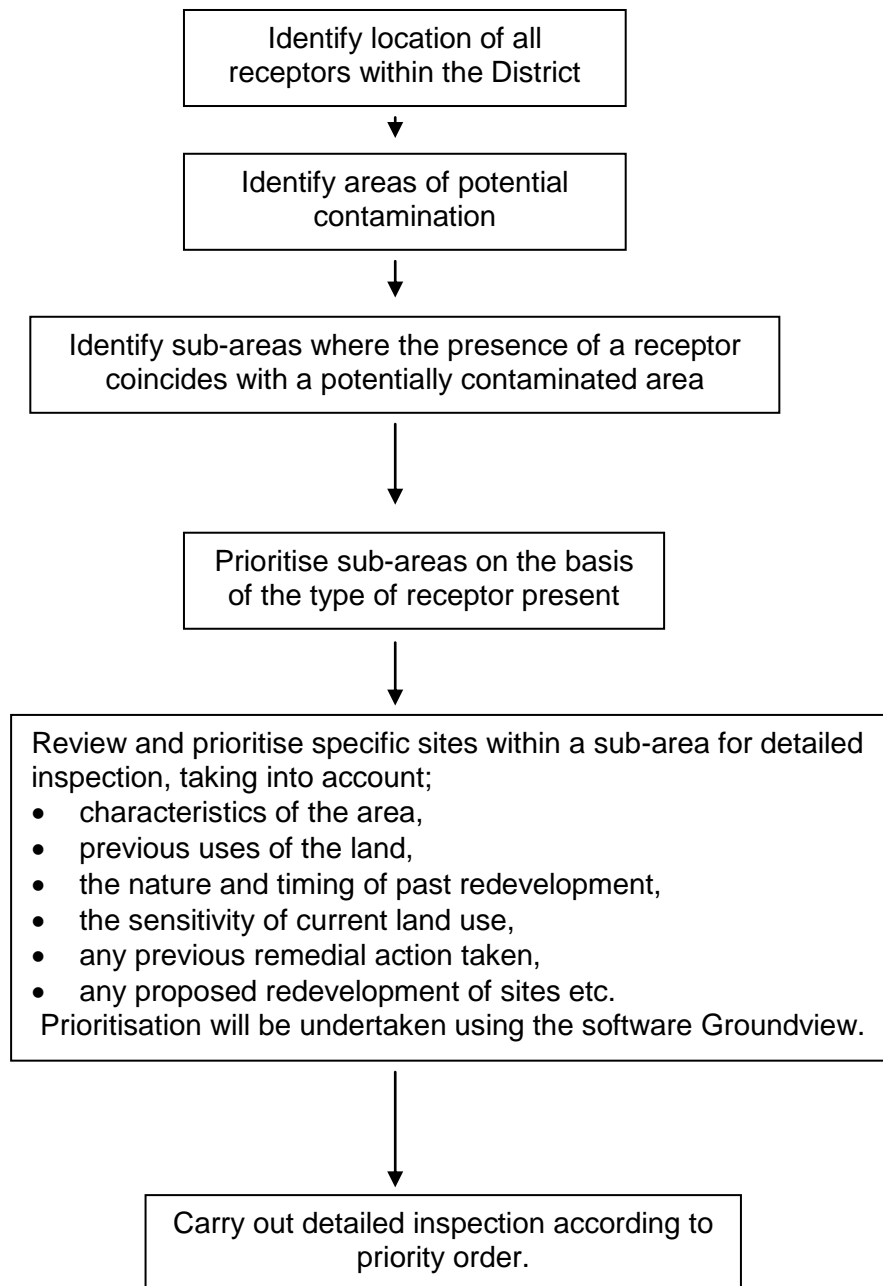 Identify location of all
receptors within the District
Identify areas of potential
contamination
Identify sub-areas where the presence of a receptor
coincides with a potentially contaminated area
Prioritise sub-areas on the basis
of the type of receptor present
Review and prioritise specific sites within a sub-area for detailed
inspection, taking into account;
• characteristics of the area,
• previous uses of the land,
• the nature and timing of past redevelopment,
• the sensitivity of current land use,
• any previous remedial action taken,
• any proposed redevelopment of sites etc.
Prioritisation will be undertaken using the software Groundview.
Carry out detailed inspection according to
priority order.